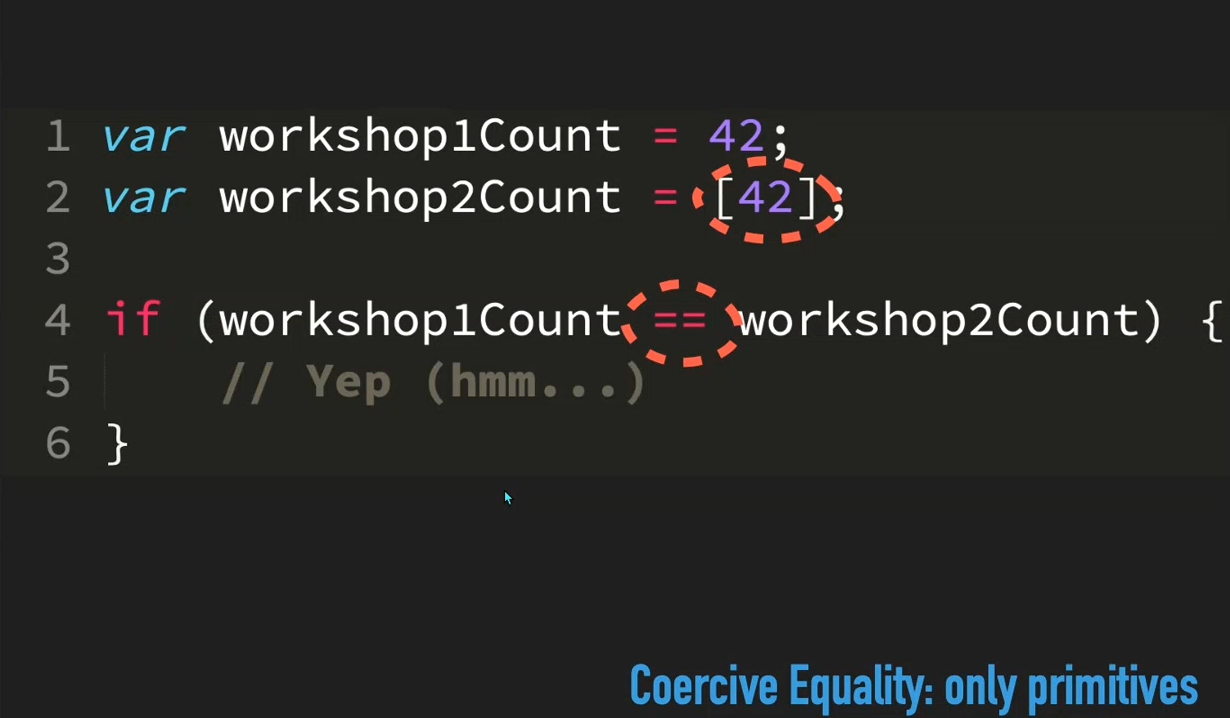 1 var workshop1Count = 42;
2 var workshop2Count = [42];
3
4 if (workshop1Count == workshop2Count) {
5     // Yep (hmm...)
6 }
Coercive Equality: only primitives